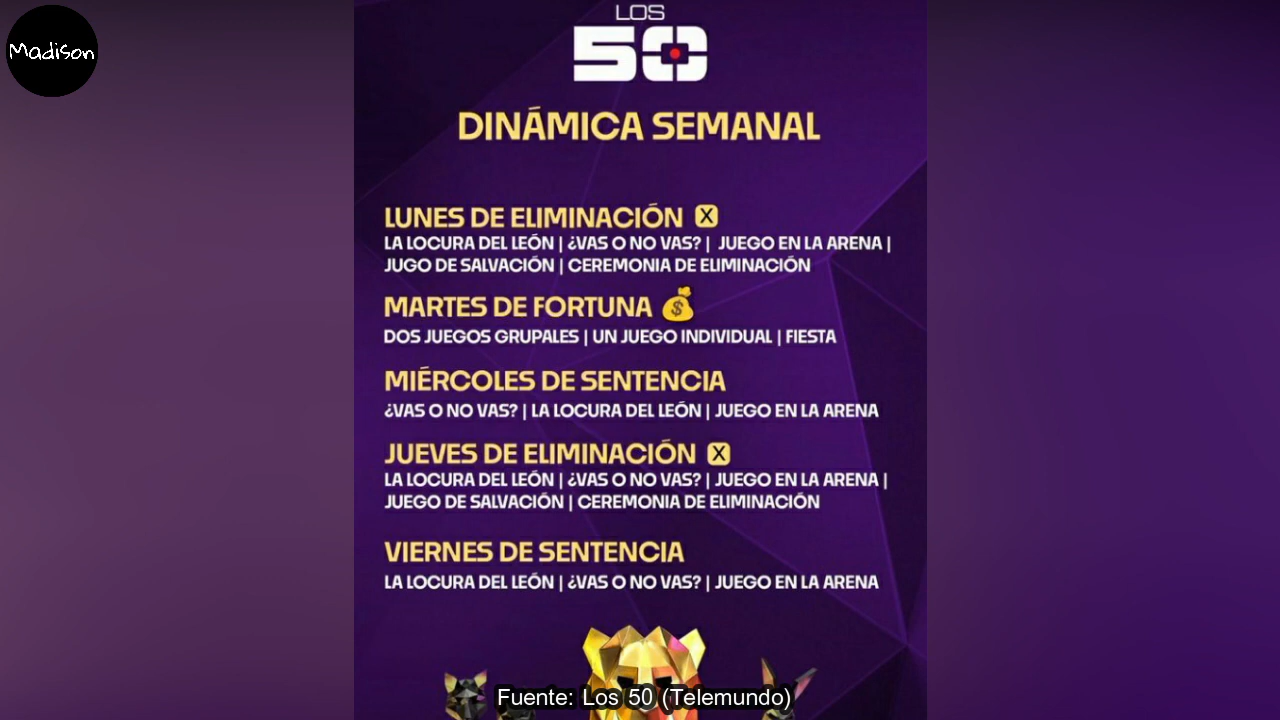 Madison
LOS
50
DINÁMICA SEMANAL
LUNES DE ELIMINACIÓN X
LA LOCURA DEL LEÓN | ¿VAS O NO VAS? | JUEGO EN LA ARENA |
JUGO DE SALVACIÓN | CEREMONIA DE ELIMINACIÓN
MARTES DE FORTUNA 💰
DOS JUEGOS GRUPALES | UN JUEGO INDIVIDUAL | FIESTA
MIÉRCOLES DE SENTENCIA
¿VAS O NO VAS? | LA LOCURA DEL LEÓN | JUEGO EN LA ARENA
JUEVES DE ELIMINACIÓN X
LA LOCURA DEL LEÓN | ¿VAS O NO VAS? | JUEGO EN LA ARENA |
JUEGO DE SALVACIÓN | CEREMONIA DE ELIMINACIÓN
VIERNES DE SENTENCIA
LA LOCURA DEL LEÓN | ¿VAS O NO VAS? | JUEGO EN LA ARENA
Fuente: Los 50 (Telemundo)